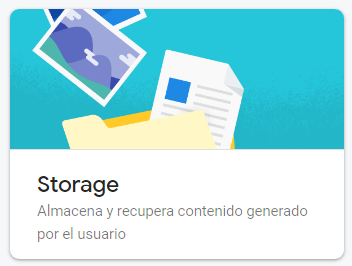 Storage
Almacena y recupera contenido generado
por el usuario